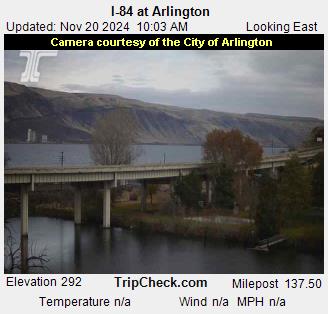 I-84 at Arlington
Updated: Nov 20 2024 10:03 AM Looking East
Camera courtesy of the City of Arlington
Elevation 292 TripCheck.com Milepost 137.50
Temperature n/a Wind n/a MPH n/a